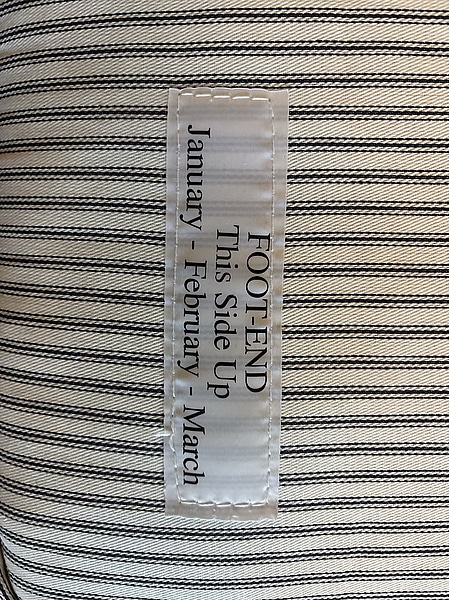 FOOT-END
This Side Up
January - February - March